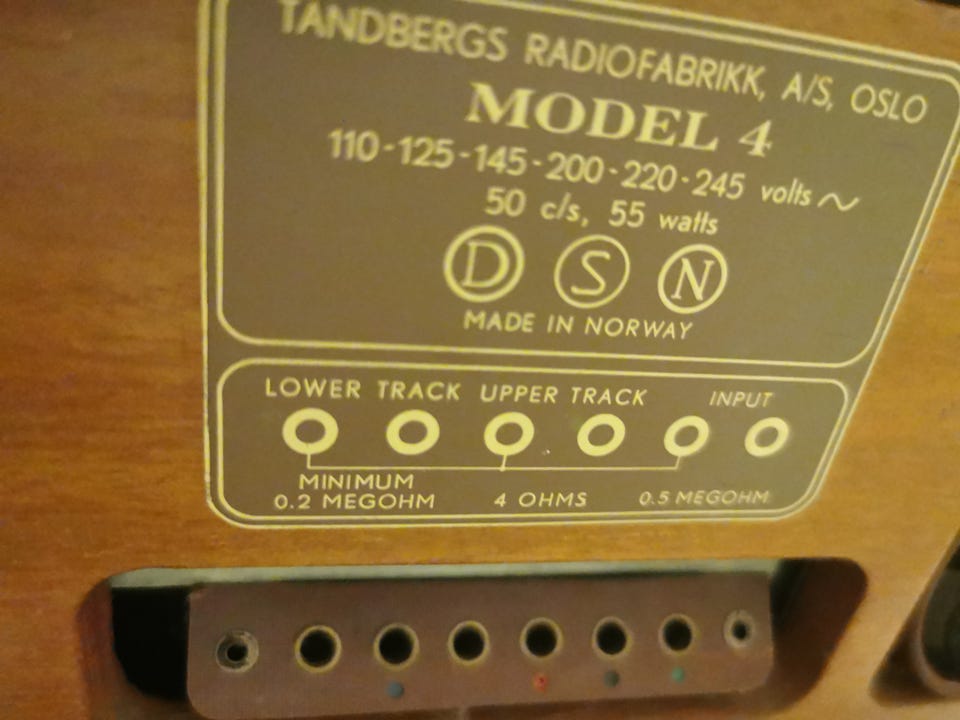 TANDBERGS RADIOFABRIKK, A/S, OSLO
MODEL 4
110-125-145-200-220-245 volts ~
50 c/s, 55 watts
D S N
MADE IN NORWAY
LOWER TRACK UPPER TRACK INPUT
MINIMUM
0.2 MEGOHM 4 OHMS 0.5 MEGOHM